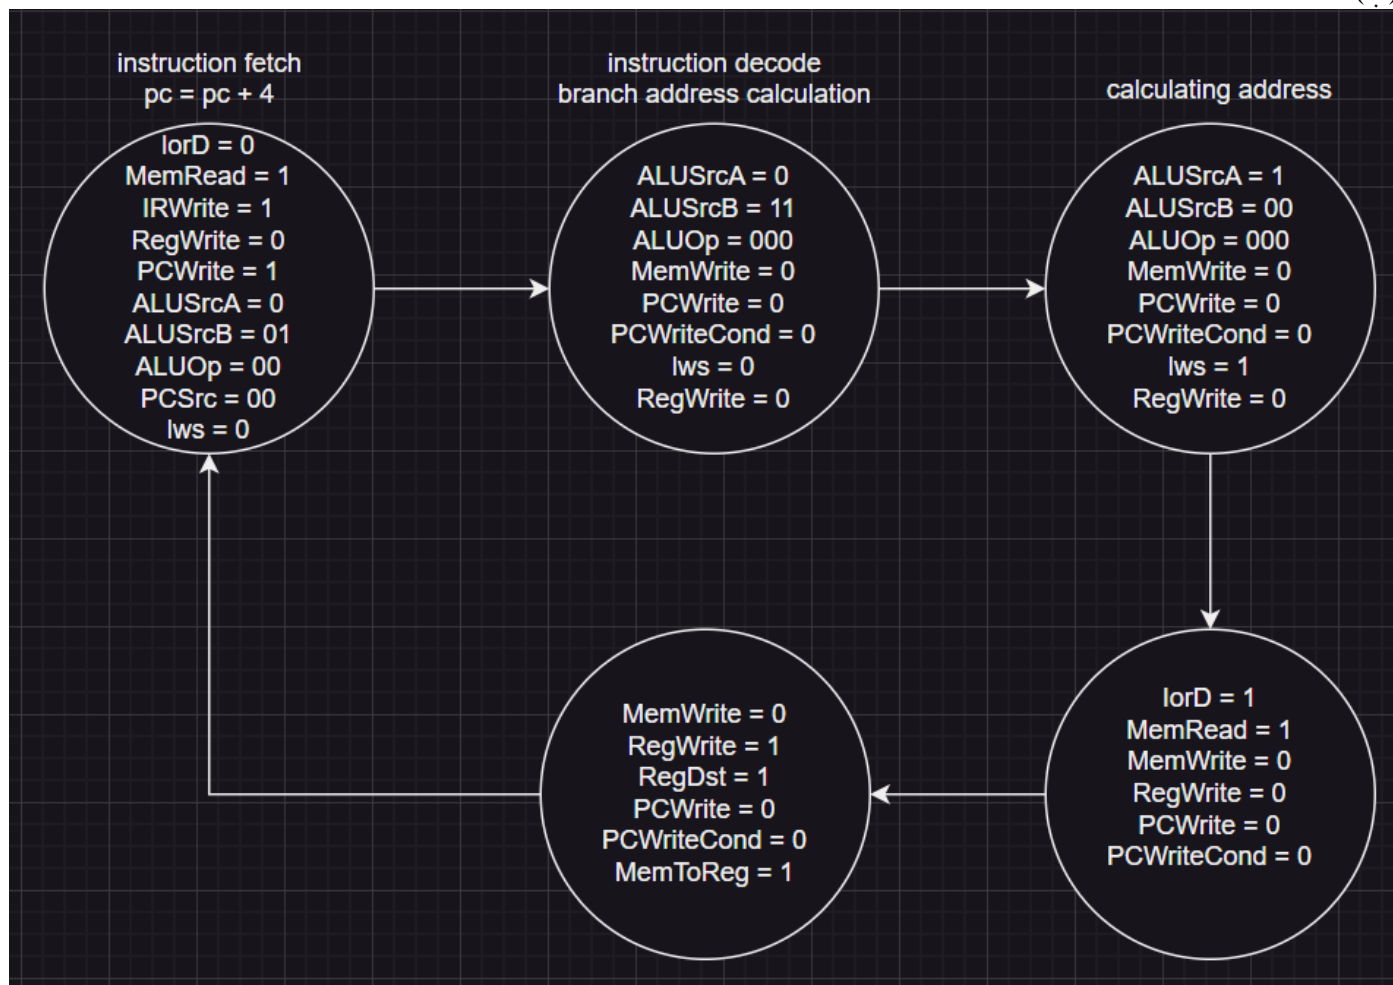 instruction fetch
pc = pc + 4
IorD = 0
MemRead = 1
IRWrite = 1
RegWrite = 0
PCWrite = 1
ALUSrcA = 0
ALUSrcB = 01
ALUOp = 00
PCSrc = 00
lws = 0
instruction decode
branch address calculation
ALUSrcA = 0
ALUSrcB = 11
ALUOp = 000
MemWrite = 0
PCWrite = 0
PCWriteCond = 0
lws = 0
RegWrite = 0
calculating address
ALUSrcA = 1
ALUSrcB = 00
ALUOp = 000
MemWrite = 0
PCWrite = 0
PCWriteCond = 0
lws = 1
RegWrite = 0
IorD = 1
MemRead = 1
MemWrite = 0
RegWrite = 0
PCWrite = 0
PCWriteCond = 0
MemWrite = 0
RegWrite = 1
RegDst = 1
PCWrite = 0
PCWriteCond = 0
MemToReg = 1